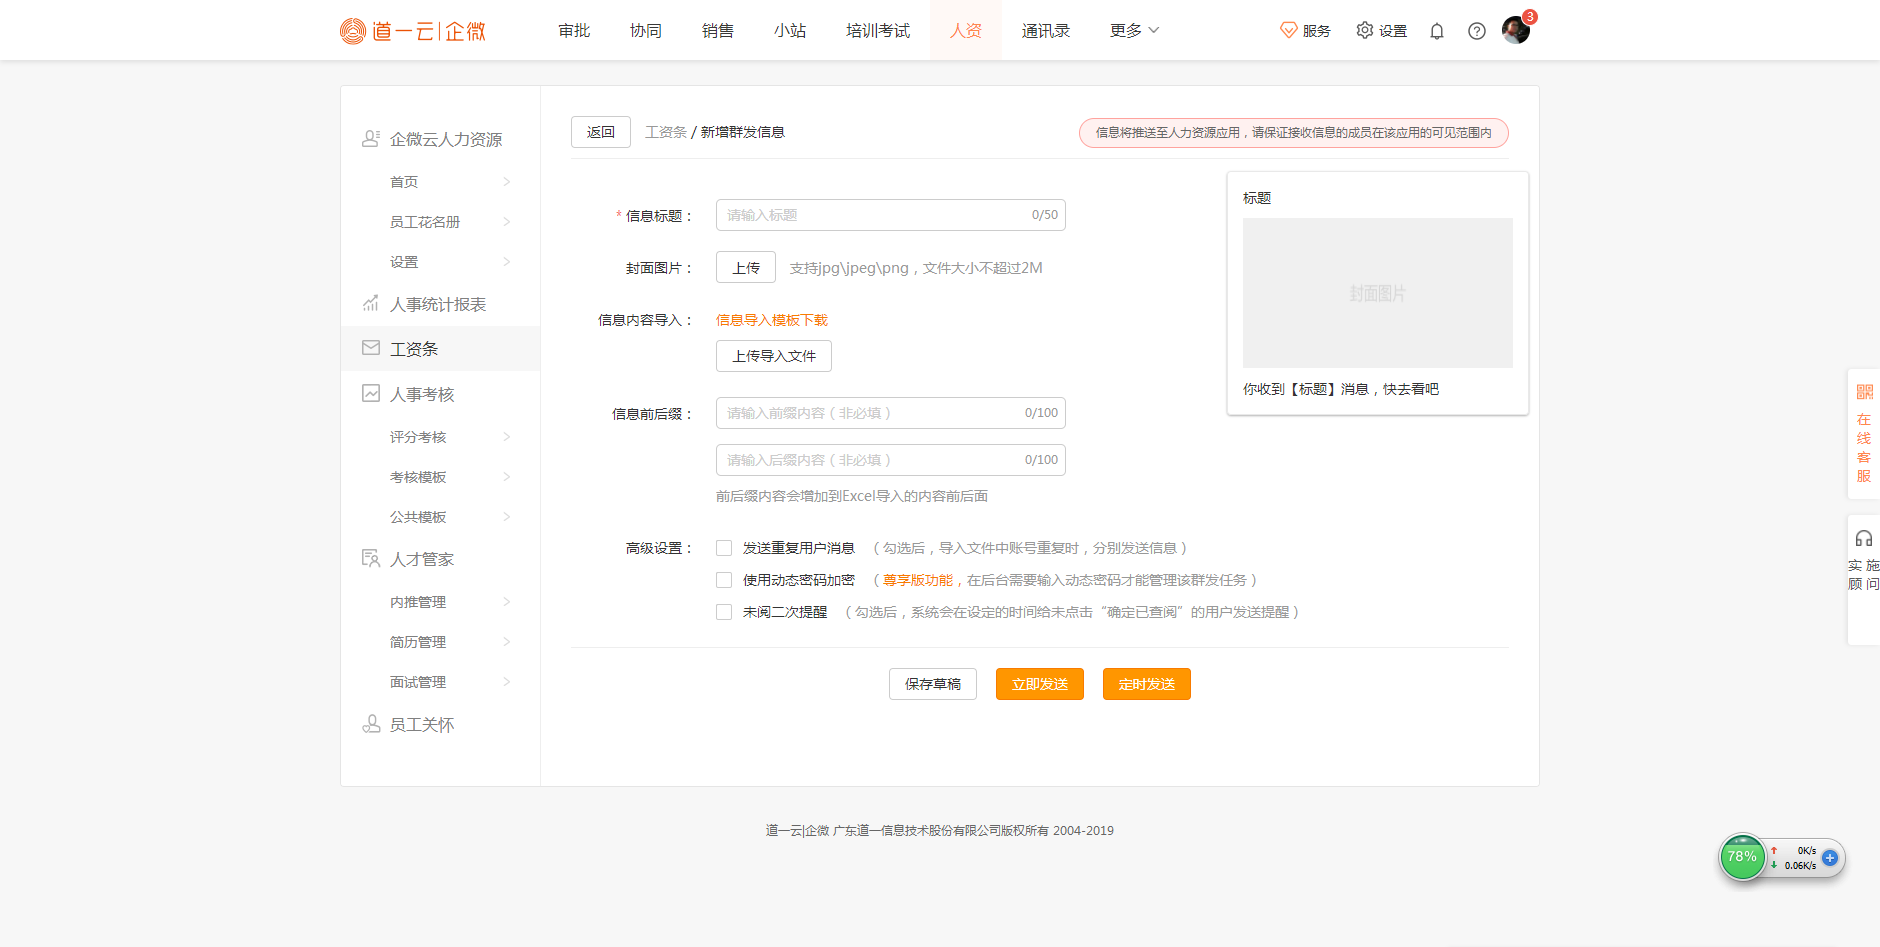 道一云|企微
审批 协同 销售 小站 培训考试 人资 通讯录 更多
服务 设置 3
企微云人力资源
首页
员工花名册
设置
人事统计报表
工资条
人事考核
评分考核
考核模板
公共模板
人才管家
内推管理
简历管理
面试管理
员工关怀
返回 工资条 / 新增群发信息
信息将推送至人力资源应用，请保证接收信息的成员在该应用的可见范围内
* 信息标题： 请输入标题 0/50
封面图片： 上传 支持jpg\jpeg\png，文件大小不超过2M
信息内容导入： 信息导入模板下载
上传导入文件
信息前后缀： 请输入前缀内容（非必填） 0/100
请输入后缀内容（非必填） 0/100
前后缀内容会增加到Excel导入的内容前后面
高级设置： 发送重复用户消息 （勾选后，导入文件中账号重复时，分别发送信息）
使用动态密码加密 （尊享版功能，在后台需要输入动态密码才能管理该群发任务）
未阅二次提醒 （勾选后，系统会在设定的时间给未点击“确定已查阅”的用户发送提醒）
保存草稿 立即发送 定时发送
标题
封面图片
你收到【标题】消息，快去看吧
在
线
客
服
实 施
顾 问
道一云|企微 广东道一信息技术股份有限公司版权所有 2004-2019
78%
0K/s
0.06K/s